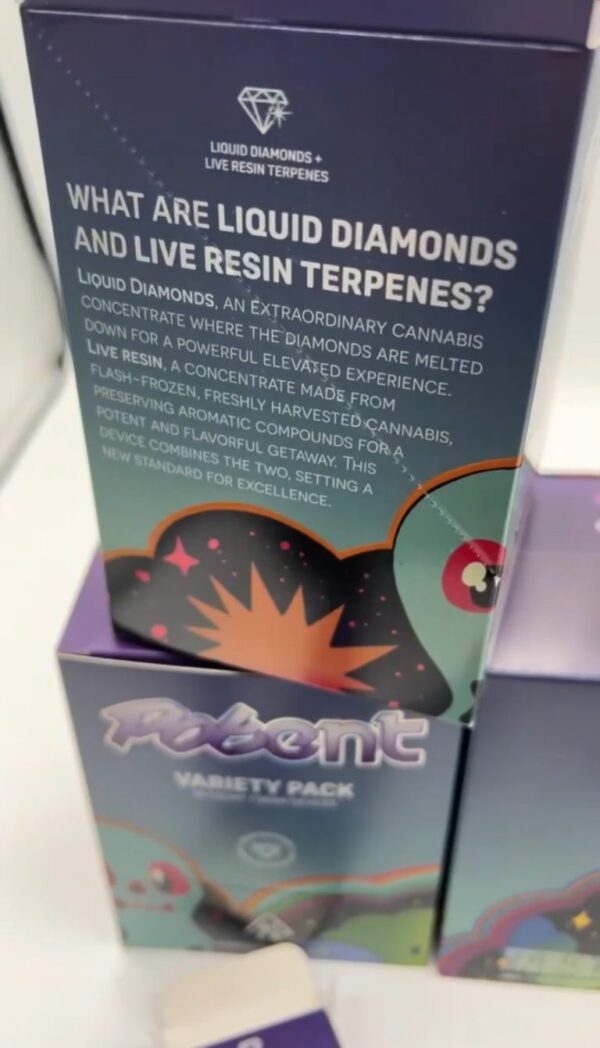 LIQUID DIAMONDS +
LIVE RESIN TERPENES
WHAT ARE LIQUID DIAMONDS
AND LIVE RESIN TERPENES?
LIQUID DIAMONDS, AN EXTRAORDINARY CANNABIS
CONCENTRATE WHERE THE DIAMONDS ARE MELTED
DOWN FOR A POWERFUL ELEVATED EXPERIENCE.
LIVE RESIN, A CONCENTRATE MADE FROM
FLASH-FROZEN, FRESHLY HARVESTED CANNABIS,
PRESERVING AROMATIC COMPOUNDS FOR A
POTENT AND FLAVORFUL GETAWAY. THIS
DEVICE COMBINES THE TWO, SETTING A
NEW STANDARD FOR EXCELLENCE.
VARIETY PACK